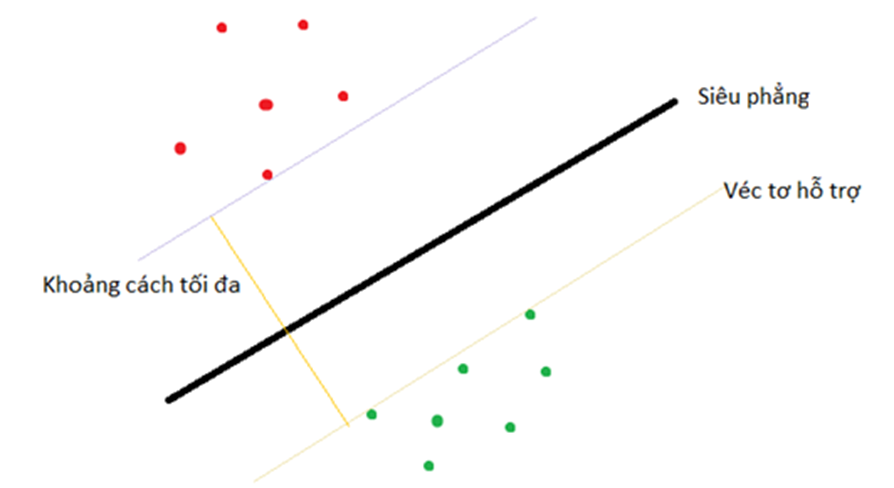 Siêu phẳng
Véc tơ hỗ trợ
Khoảng cách tối đa